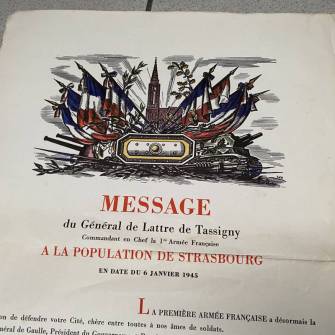 MESSAGE
du Général de Lattre de Tassigny
Commandant en Chef la 1re Armée Française
A LA POPULATION DE STRASBOURG
EN DATE DU 6 JANVIER 1945
LA PREMIÈRE ARMÉE FRANÇAISE a désormais la
on de défendre votre Cité, chère entre toutes à nos âmes de soldats.
néral de Gaulle, Président du